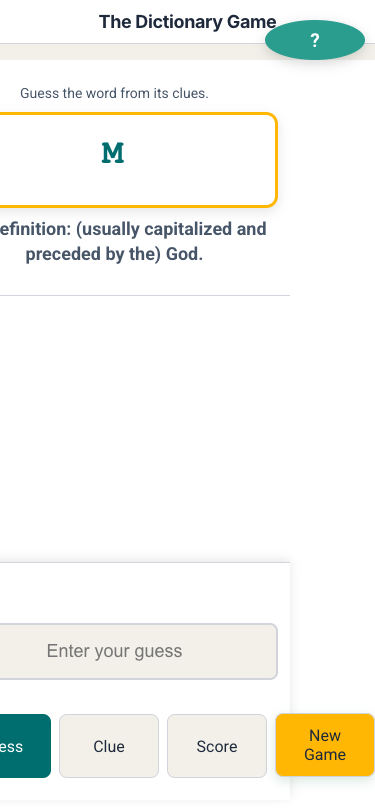 The Dictionary Game
?
Guess the word from its clues.
M
efinition: (usually capitalized and
preceded by the) God.
Enter your guess
ess
Clue
Score
New
Game